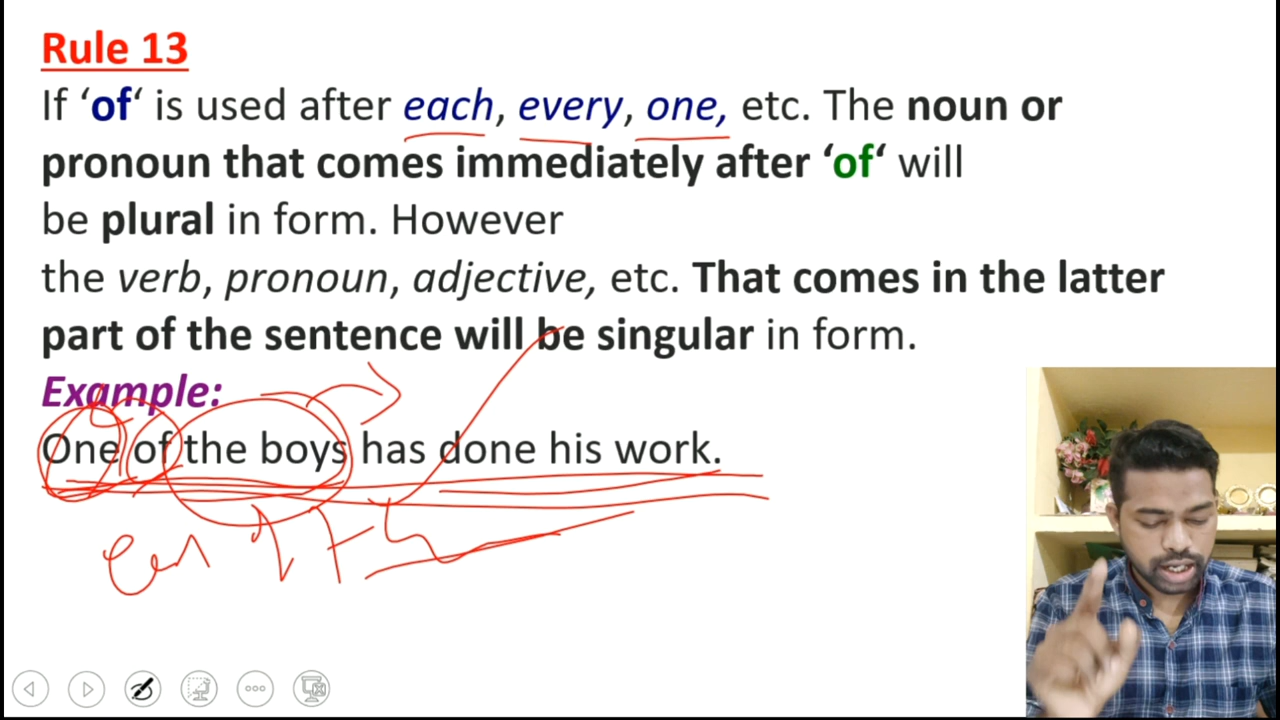 Rule 13
If ‘of‘ is used after each, every, one, etc. The noun or
pronoun that comes immediately after ‘of‘ will
be plural in form. However
the verb, pronoun, adjective, etc. That comes in the latter
part of the sentence will be singular in form.
Example:
One of the boys has done his work.